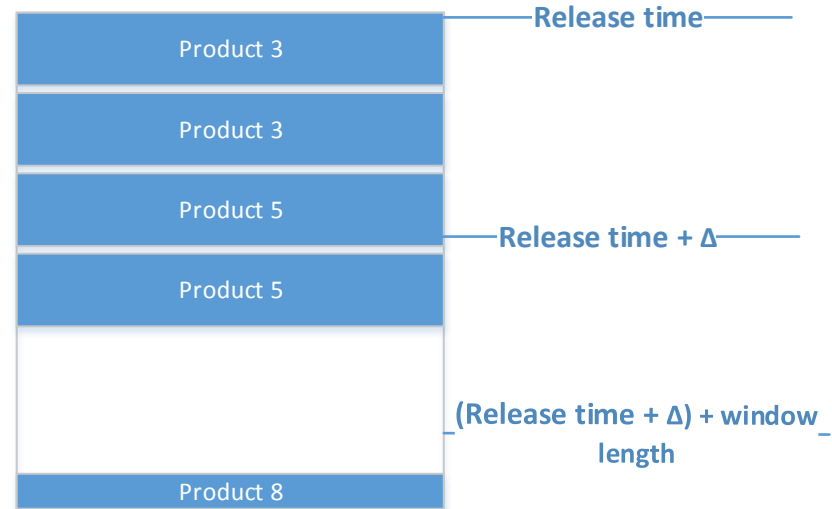 Release time
Product 3
Product 3
Product 5
Release time + Δ
Product 5
(Release time + Δ) + window
length
Product 8